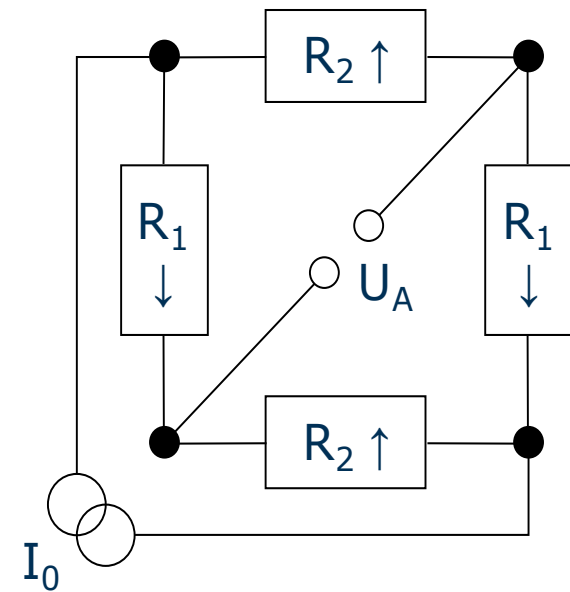 R₂ ↑
R₁
↓
R₁
↓
U_A
R₂ ↑
I₀